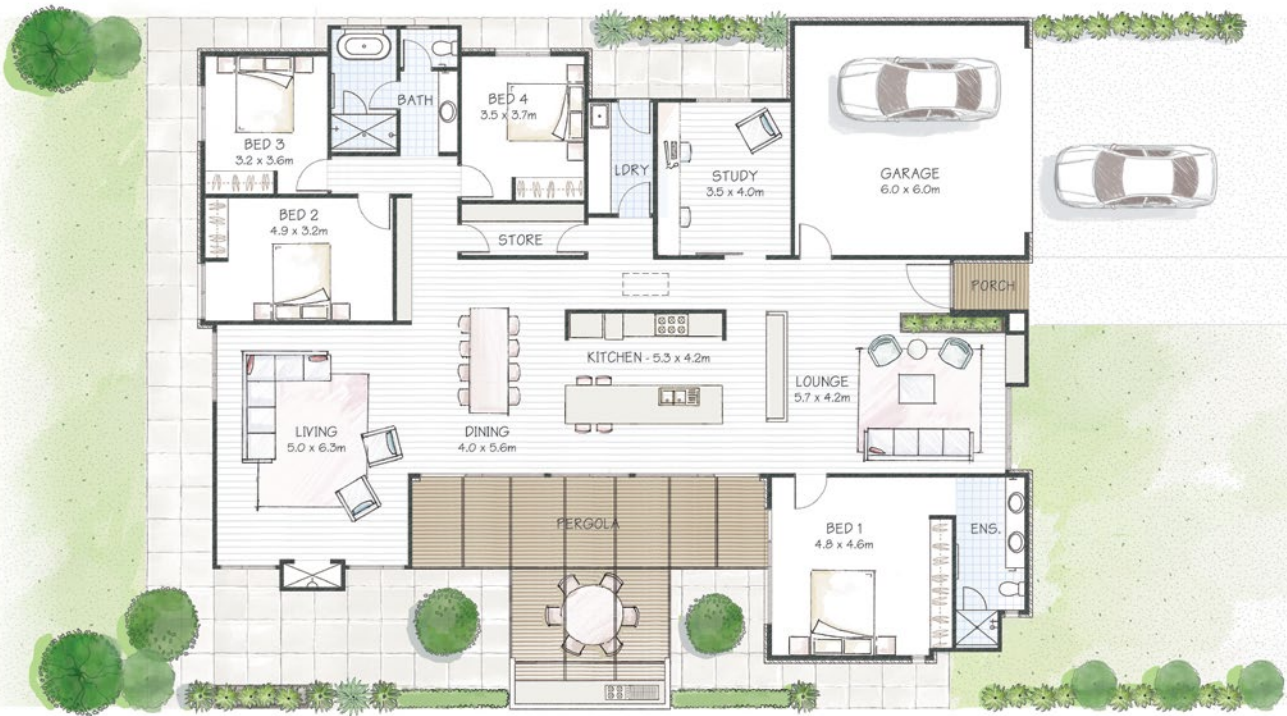 BED 3
3.2 x 3.6m
BATH
BED 4
3.5 x 3.7m
LDRY
STUDY
3.5 x 4.0m
GARAGE
6.0 x 6.0m
BED 2
4.9 x 3.2m
STORE
PORCH
KITCHEN - 5.3 x 4.2m
LOUNGE
5.7 x 4.2m
LIVING
5.0 x 6.3m
DINING
4.0 x 5.6m
PERGOLA
BED 1
4.8 x 4.6m
ENS.